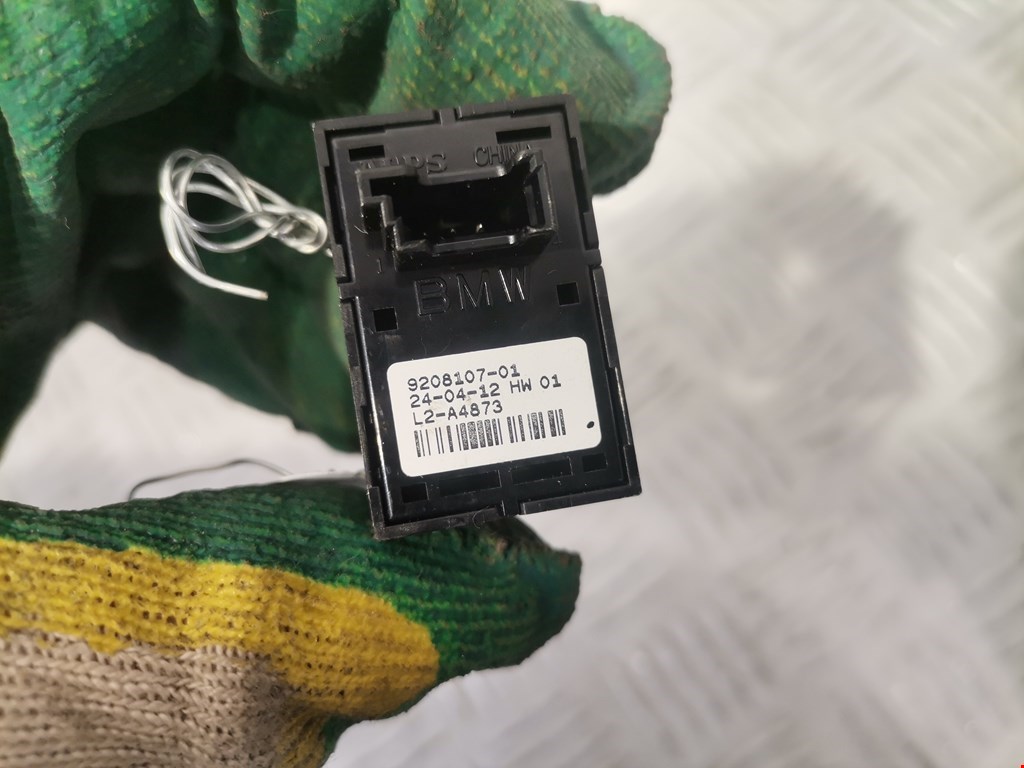 CHINA
BMW
9208107-01
24-04-12 HW 01
L2-A4873